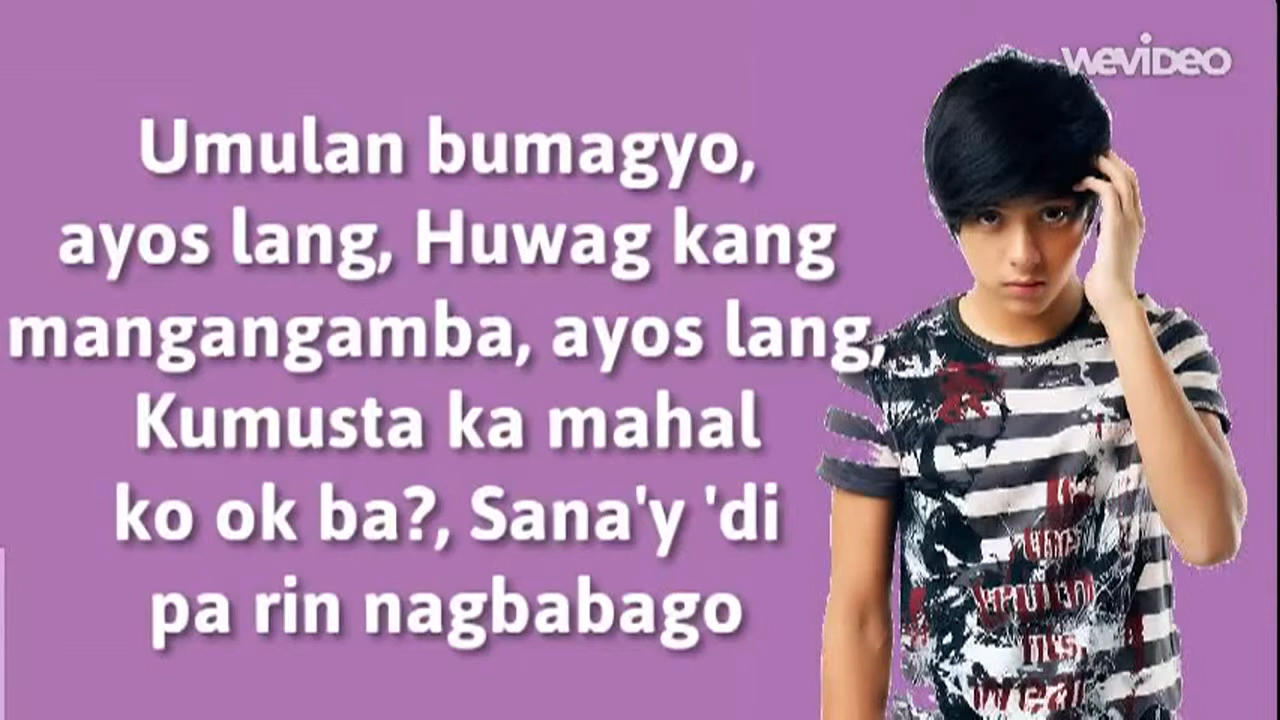 WeVideo
Umulan bumagyo,
ayos lang, Huwag kang
mangangamba, ayos lang,
Kumusta ka mahal
ko ok ba?, Sana'y 'di
pa rin nagbabago